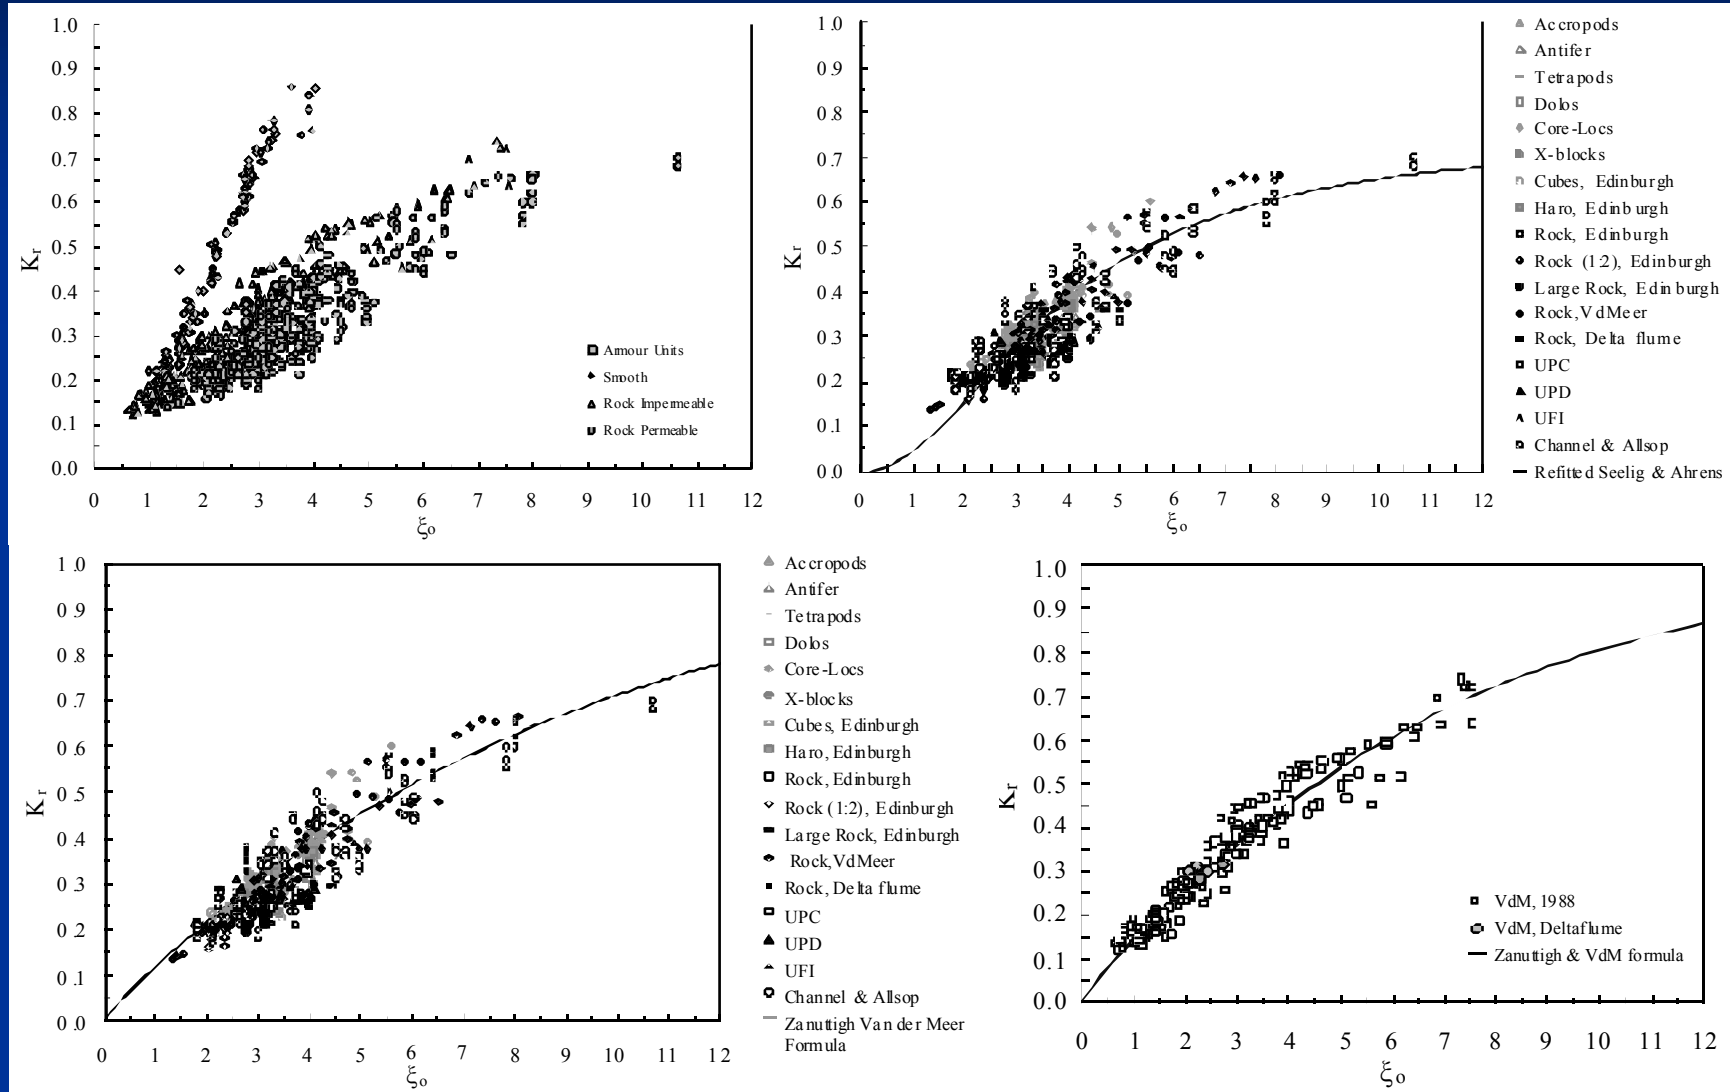 1.0
0.9
0.8
0.7
0.6
0.5
0.4
0.3
0.2
0.1
0.0
Kr
0 1 2 3 4 5 6 7 8 9 10 11 12
ξo
Armour Units
Smooth
Rock Impermeable
Rock Permeable
1.0
0.9
0.8
0.7
0.6
0.5
0.4
0.3
0.2
0.1
0.0
Kr
0 1 2 3 4 5 6 7 8 9 10 11 12
ξo
Accropods
Antifer
Tetrapods
Dolos
Core-Locs
X-blocks
Cubes, Edinburgh
Haro, Edinburgh
Rock, Edinburgh
Rock (1:2), Edinburgh
Large Rock, Edinburgh
Rock,VdMeer
Rock, Delta flume
UPC
UPD
UFI
Channel & Allsop
Refitted Seelig & Ahrens
1.0
0.9
0.8
0.7
0.6
0.5
0.4
0.3
0.2
0.1
0.0
Kr
0 1 2 3 4 5 6 7 8 9 10 11 12
ξo
Accropods
Antifer
Tetrapods
Dolos
Core-Locs
X-blocks
Cubes, Edinburgh
Haro, Edinburgh
Rock, Edinburgh
Rock (1:2), Edinburgh
Large Rock, Edinburgh
Rock,VdMeer
Rock, Delta flume
UPC
UPD
UFI
Channel & Allsop
Zanuttigh Van der Meer
Formula
1.0
0.9
0.8
0.7
0.6
0.5
0.4
0.3
0.2
0.1
0.0
Kr
0 1 2 3 4 5 6 7 8 9 10 11 12
ξo
VdM, 1988
VdM, Deltaflume
Zanuttigh & VdM formula